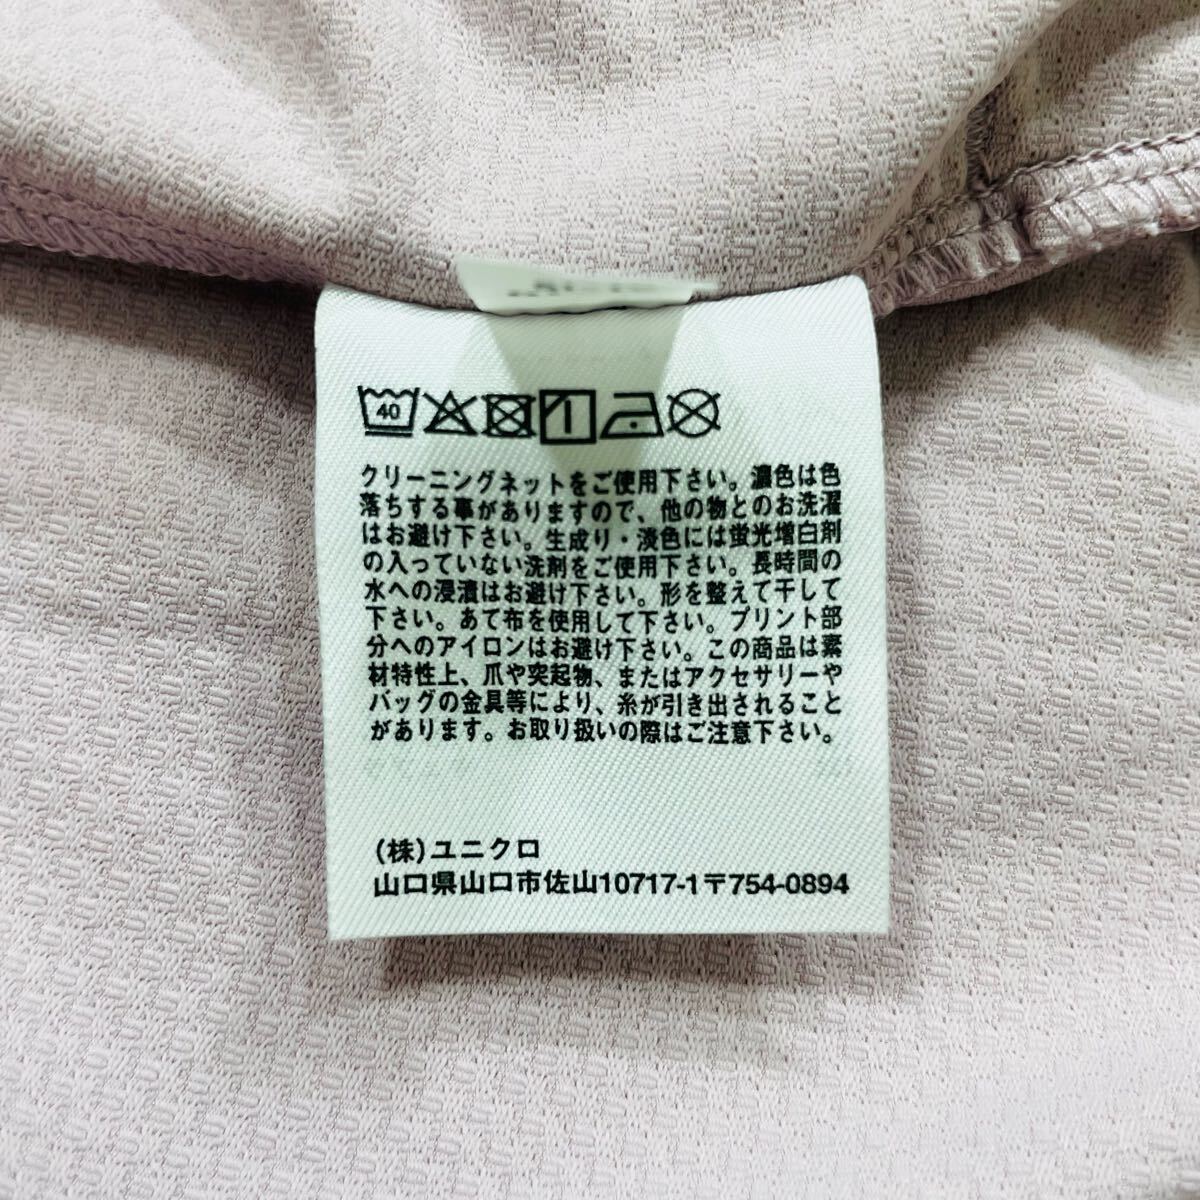 40
クリーニングネットをご使用下さい。濃色は色
落ちする事がありますので、他の物とのお洗濯
はお避け下さい。生成り・淡色には蛍光増白剤
の入っていない洗剤をご使用下さい。長時間の
水への浸漬はお避け下さい。形を整えて干して
下さい。あて布を使用して下さい。プリント部
分へのアイロンはお避け下さい。この商品は素
材特性上、爪や突起物、またはアクセサリーや
バッグの金具等により、糸が引き出されること
があります。お取り扱いの際はご注意下さい。
(株)ユニクロ
山口県山口市佐山10717-1〒754-0894